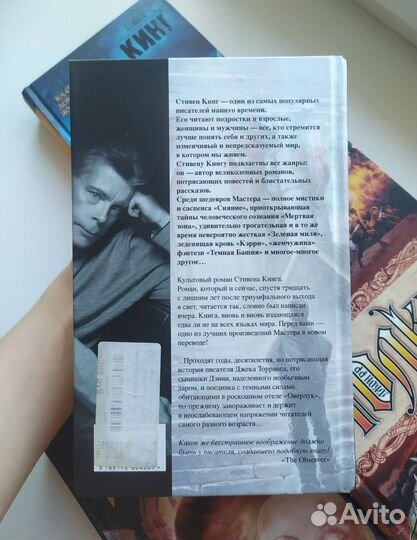 КИНГ
Стивен Кинг — один из самых популярных
писателей нашего времени.
Его читают подростки и взрослые,
женщины и мужчины — все, кто стремится
лучше понять себя и других, а также
изменчивый и непредсказуемый мир,
в котором мы живем.
Стивену Кингу подвластны все жанры:
он — автор великолепных романов,
потрясающих повестей и блистательных
рассказов.
Среди шедевров Мастера — полное мистики
и саспенса «Сияние», приоткрывающая
тайны человеческого сознания «Мертвая
зона», удивительно трогательная и в то же
время невероятно жесткая «Зеленая миля»,
леденящая кровь «Кэрри», «жемчужина»
фэнтези «Темная Башня» и многое-многое
другое…
Культовый роман Стивена Кинга.
Роман, который и сейчас, спустя тридцать
с лишним лет после триумфального выхода
в свет, читается так, словно был написан
вчера. Книга, вновь и вновь издающаяся
едва ли не на всех языках мира. Перед вами —
одно из лучших произведений Мастера в новом
переводе!
...Проходят годы, десятилетия, но потрясающая
история писателя Джека Торранса, его
сынишки Дэнни, наделенного необычным
даром, и поединка с темными силами,
обитающими в роскошном отеле «Оверлук»,
по-прежнему завораживает и держит
в неослабевающем напряжении читателей
самого разного возраста...
Какое же бесстрашное воображение должно
быть у писателя, создавшего подобную книгу!
«The Observer»
Avito